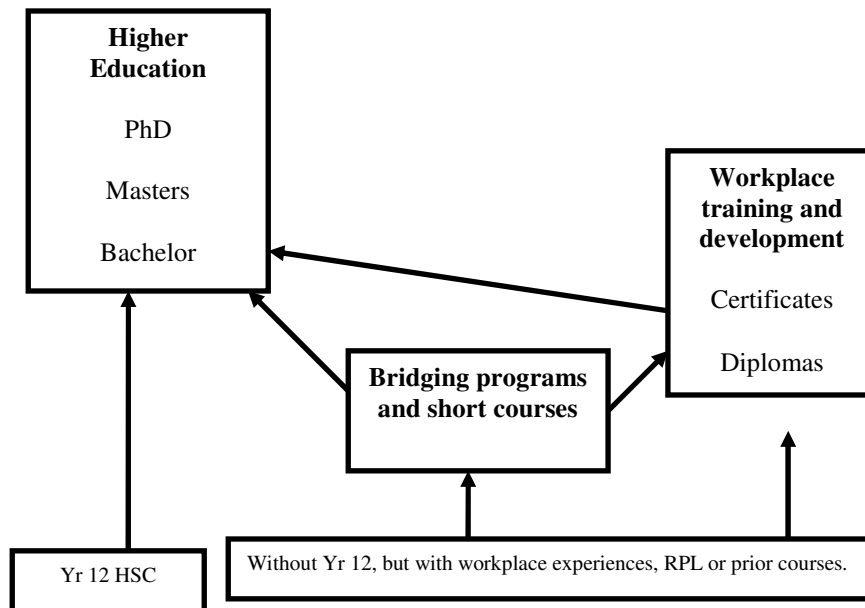 Higher
Education
PhD
Masters
Bachelor
Workplace
training and
development
Certificates
Diplomas
Bridging programs
and short courses
Yr 12 HSC
Without Yr 12, but with workplace experiences, RPL or prior courses.